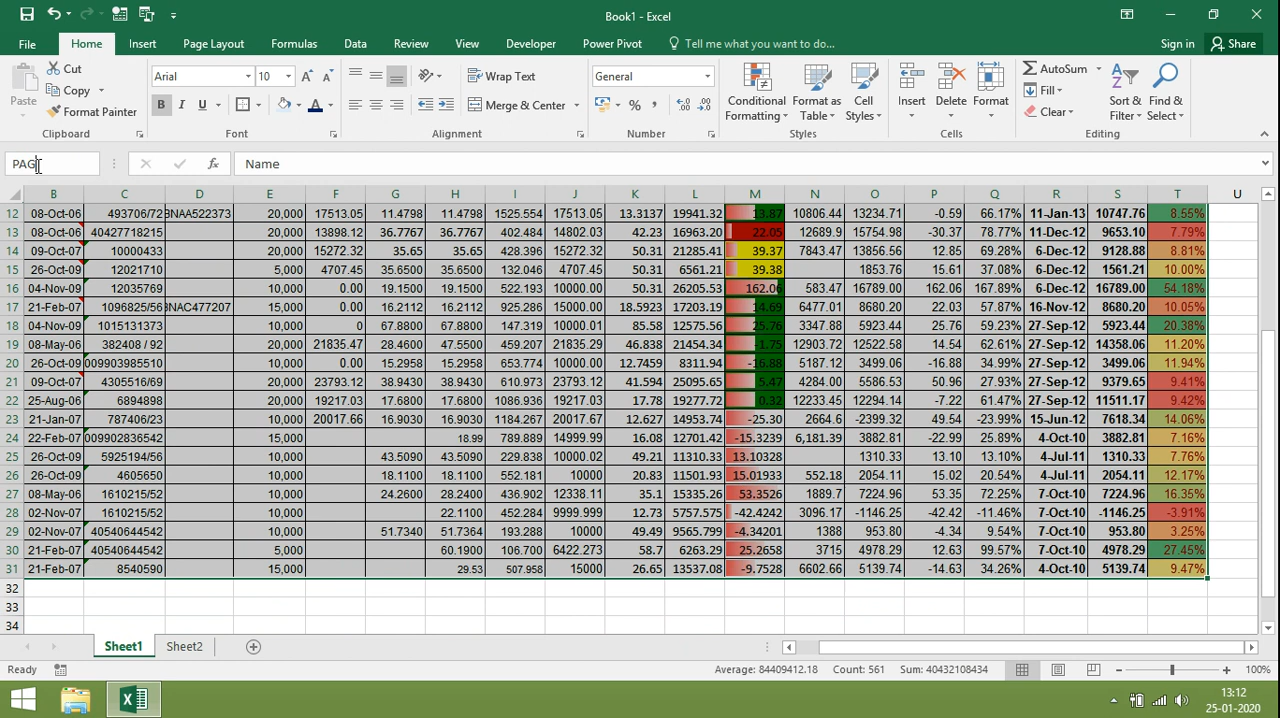 Book1 - Excel
File Home Insert Page Layout Formulas Data Review View Developer Power Pivot Tell me what you want to do... Sign in Share
Cut
Copy
Format Painter
Paste
Clipboard
Arial 10
B I U
Font
Wrap Text
Merge & Center
Alignment
General
Number
Conditional Formatting
Format as Table
Cell Styles
Styles
Insert Delete Format
Cells
AutoSum
Fill
Clear
Sort & Filter
Find & Select
Editing
PAG Name
B C D E F G H I J K L M N O P Q R S T U
12 08-Oct-06 493706/72 BNAA522373 20,000 17513.05 11.4798 11.4798 1525.554 17513.05 13.3137 19941.32 13.87 10806.44 13234.71 -0.59 66.17% 11-Jan-13 10747.76 8.55%
13 08-Oct-06 40427718215 20,000 13898.12 36.7767 36.7767 402.484 14802.03 42.23 16963.20 22.05 12689.9 15754.98 -30.37 78.77% 11-Dec-12 9653.10 7.79%
14 09-Oct-03 10000433 20,000 15272.32 35.65 35.65 428.396 15272.32 50.31 21285.41 39.37 7843.47 13856.56 12.85 69.28% 6-Dec-12 9128.88 8.81%
15 26-Oct-09 12021710 5,000 4707.45 35.6500 35.6500 132.046 4707.45 50.31 6561.21 39.38 1853.76 15.61 37.08% 6-Dec-12 1561.21 10.00%
16 04-Nov-09 12035769 10,000 0.00 19.1500 19.1500 522.193 10000.00 50.31 26205.53 162.06 583.47 16789.00 162.06 167.89% 6-Dec-12 16789.00 54.18%
17 21-Feb-07 1096825/56 BNAC477207 15,000 0.00 16.2112 16.2112 925.286 15000.00 18.5923 17203.19 14.69 6477.01 8680.20 22.03 57.87% 16-Nov-12 8680.20 10.05%
18 04-Nov-09 1015131373 10,000 0 67.8800 67.8800 147.319 10000.01 85.58 12575.56 25.76 3347.88 5923.44 25.76 59.23% 27-Sep-12 5923.44 20.38%
19 08-May-06 382408 / 92 20,000 21835.47 28.4600 47.5500 459.207 21835.29 46.838 21454.34 -1.75 12903.72 12522.58 14.54 62.61% 27-Sep-12 14358.06 11.20%
20 26-Oct-09 009903985510 10,000 0.00 15.2958 15.2958 653.774 10000.00 12.7459 8311.94 -16.88 5187.12 3499.06 -16.88 34.99% 27-Sep-12 3499.06 11.94%
21 09-Oct-07 4305516/69 20,000 23793.12 38.9430 38.9430 610.973 23793.12 41.594 25095.65 5.47 4284.00 5586.53 50.96 27.93% 27-Sep-12 9379.65 9.41%
22 25-Aug-06 6894898 20,000 19217.03 17.6800 17.6800 1086.936 19217.03 17.78 19277.72 0.32 12233.45 12294.14 -7.22 61.47% 27-Sep-12 11511.17 9.42%
23 21-Jan-07 787406/23 20,000 20017.66 16.9030 16.9030 1184.267 20017.67 12.627 14953.74 -25.30 2664.6 -2399.32 49.54 -23.99% 15-Jun-12 7618.34 14.06%
24 22-Feb-07 009902836542 15,000 18.99 789.889 14999.99 16.08 12701.42 -15.3239 6,181.39 3882.81 -22.99 25.89% 4-Oct-10 3882.81 7.16%
25 26-Oct-09 5925194/56 10,000 43.5090 43.5090 229.838 10000.02 49.21 11310.33 13.10328 1310.33 13.10 13.10% 4-Jul-11 1310.33 7.76%
26 26-Oct-09 4605650 10,000 18.1100 18.1100 552.181 10000 20.83 11501.93 15.01933 552.18 2054.11 15.02 20.54% 4-Jul-11 2054.11 12.17%
27 08-May-06 1610215/52 10,000 24.2600 28.2400 436.902 12338.11 35.1 15335.26 53.3526 1889.7 7224.96 53.35 72.25% 7-Oct-10 7224.96 16.35%
28 02-Nov-07 1610215/56 10,000 22.1100 452.284 9999.999 12.73 5757.575 -42.4242 3096.17 -1146.25 -42.42 -11.46% 7-Oct-10 -1146.25 -3.91%
29 02-Nov-07 40540644542 10,000 51.7340 51.7364 193.288 10000 49.49 9565.799 -4.34201 1388 953.80 -4.34 9.54% 7-Oct-10 953.80 3.25%
30 21-Feb-07 40540644542 5,000 60.1900 106.700 6422.273 58.7 6263.29 25.2658 3715 4978.29 12.63 99.57% 7-Oct-10 4978.29 27.45%
31 21-Feb-07 8540590 15,000 29.53 507.958 15000 26.65 13537.08 -9.7528 6602.66 5139.74 -14.63 34.26% 4-Oct-10 5139.74 9.47%
32
33
34
Sheet1 Sheet2
Ready Average: 84409412.18 Count: 561 Sum: 40432108434 100%
13:12
25-01-2020